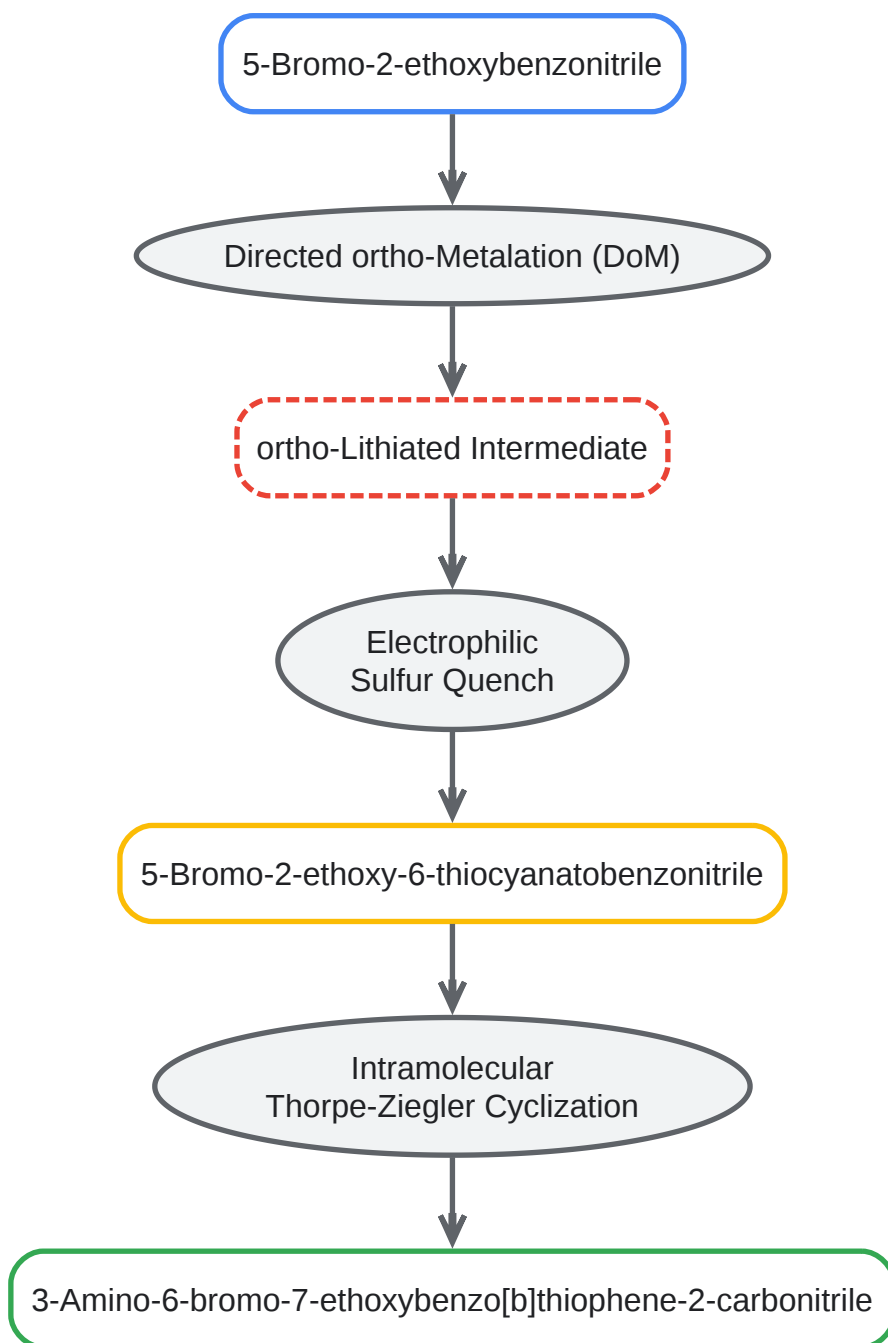 5-Bromo-2-ethoxybenzonitrile
Directed ortho-Metalation (DoM)
ortho-Lithiated Intermediate
Electrophilic
Sulfur Quench
5-Bromo-2-ethoxy-6-thiocyanatobenzonitrile
Intramolecular
Thorpe-Ziegler Cyclization
3-Amino-6-bromo-7-ethoxybenzo[b]thiophene-2-carbonitrile